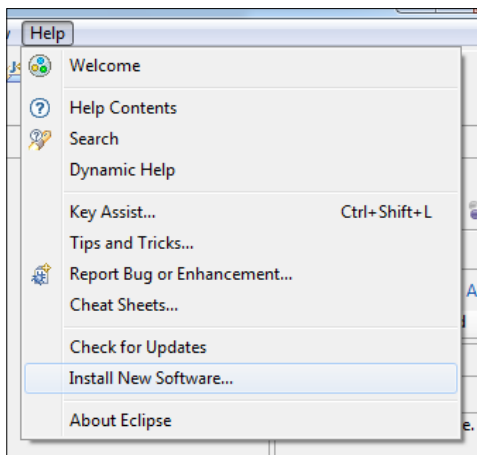 Help
Welcome
Help Contents
Search
Dynamic Help
Key Assist... Ctrl+Shift+L
Tips and Tricks...
Report Bug or Enhancement...
Cheat Sheets...
Check for Updates
Install New Software...
About Eclipse